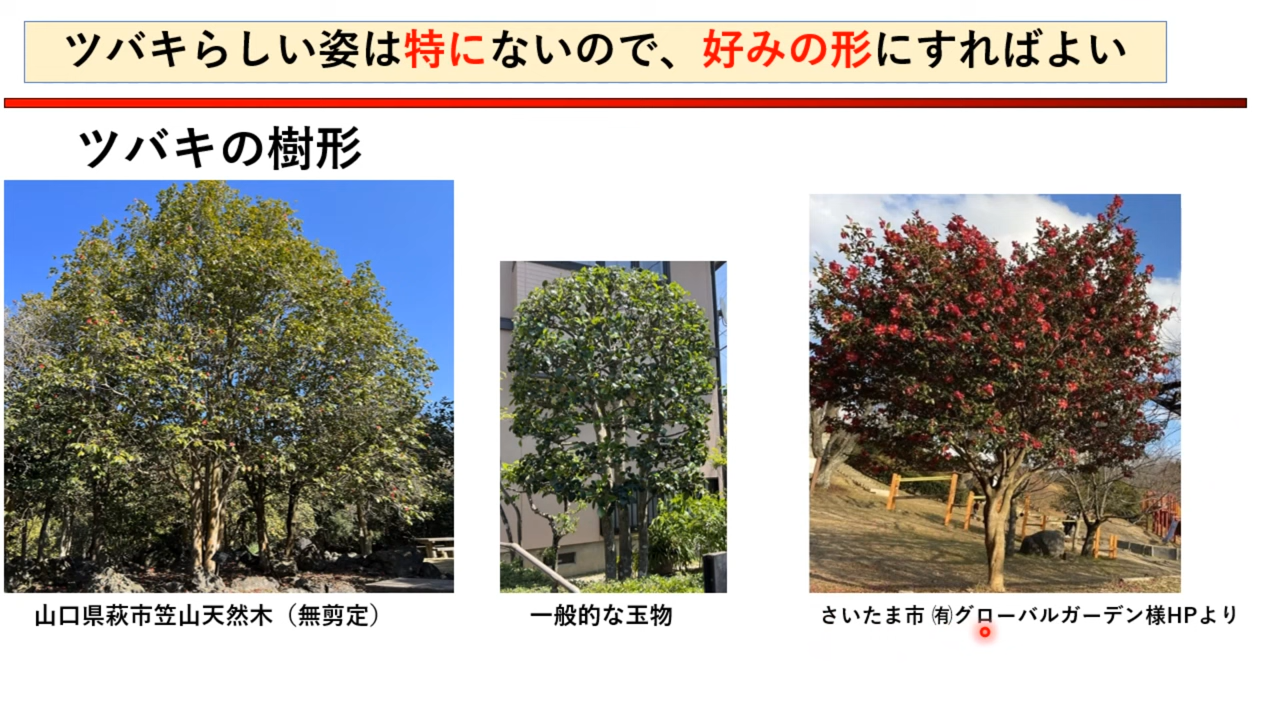 ツバキらしい姿は特にないので、好みの形にすればよい
ツバキの樹形
山口県萩市笠山天然木（無剪定）
一般的な玉物
さいたま市 ㈲グローバルガーデン様HPより